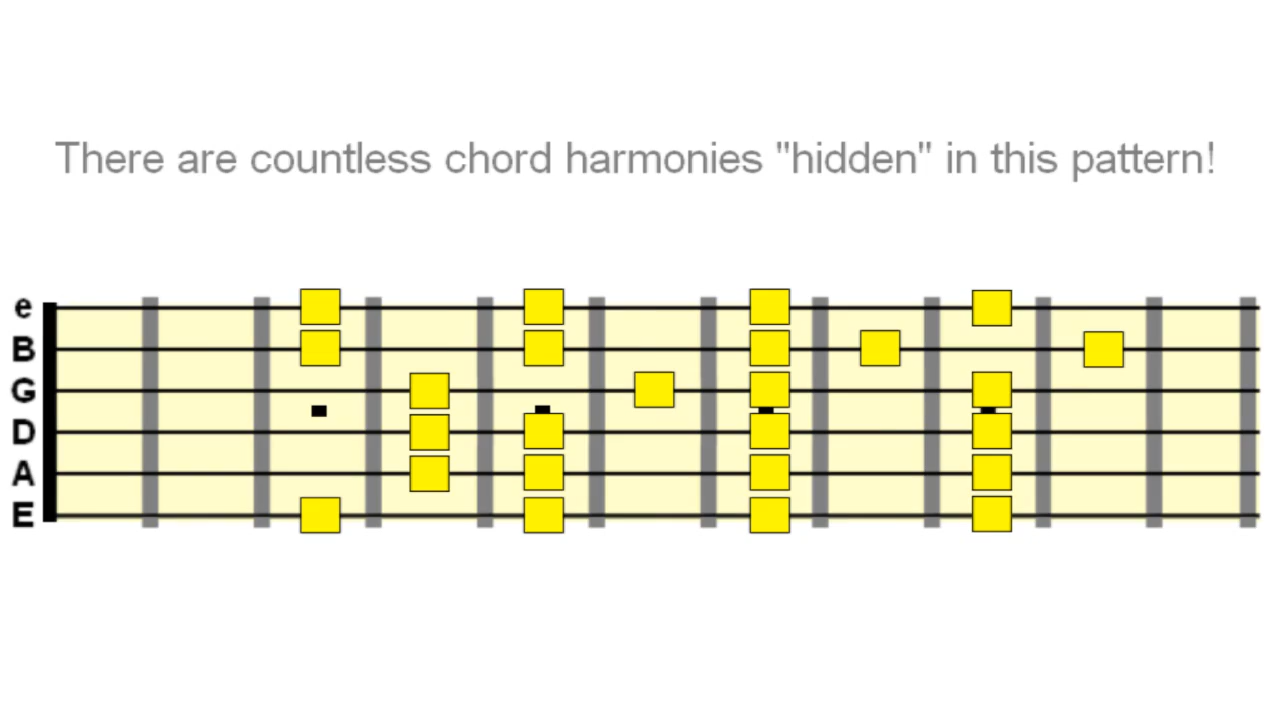 There are countless chord harmonies "hidden" in this pattern!
e
B
G
D
A
E